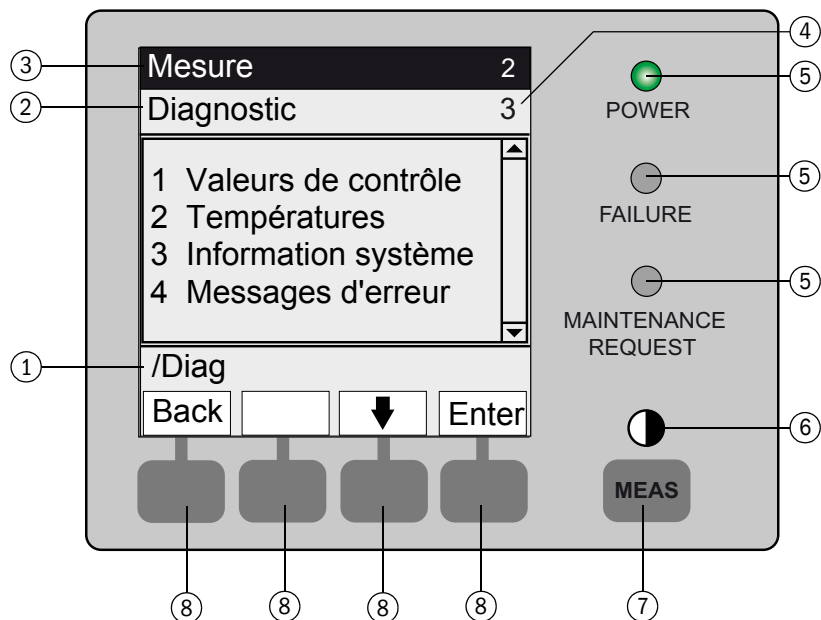 Mesure 2
Diagnostic 3
1 Valeurs de contrôle
2 Températures
3 Information système
4 Messages d'erreur
/Diag
Back
Enter
POWER
FAILURE
MAINTENANCE
REQUEST
MEAS
3
2
1
4
5
5
5
6
7
8
8
8
8